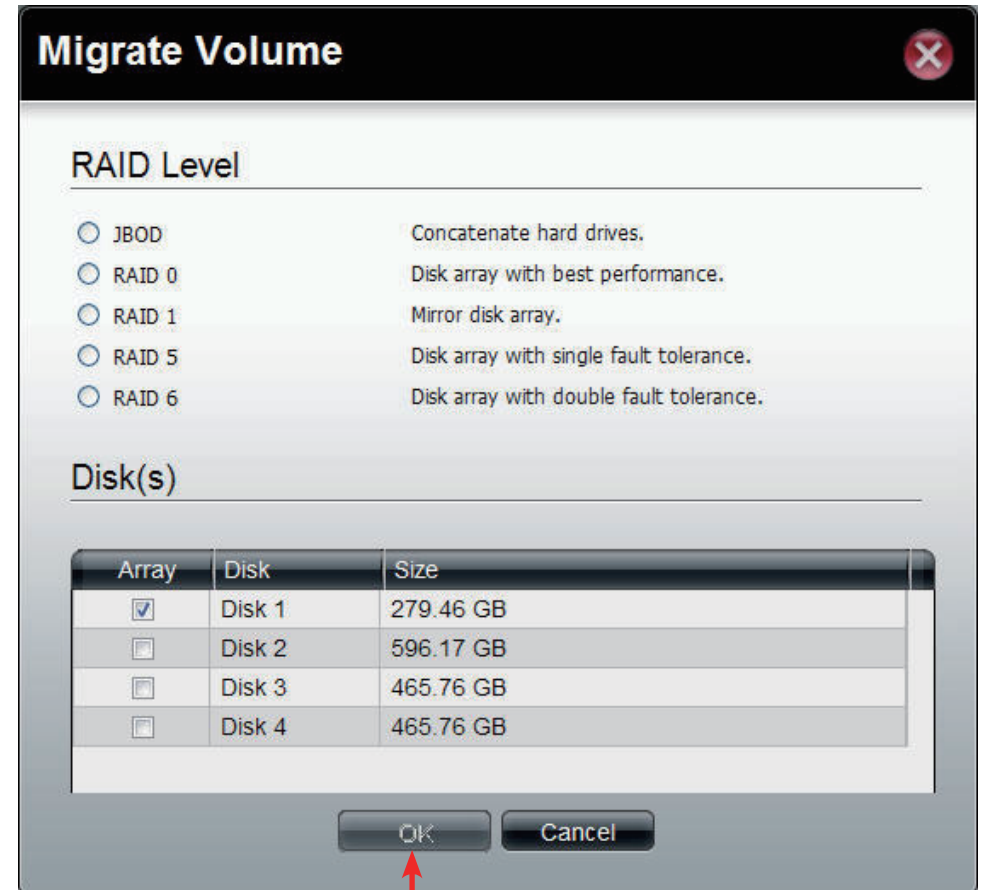 Migrate Volume
RAID Level
JBOD Concatenate hard drives.
RAID 0 Disk array with best performance.
RAID 1 Mirror disk array.
RAID 5 Disk array with single fault tolerance.
RAID 6 Disk array with double fault tolerance.
Disk(s)
Array Disk Size
Disk 1 279.46 GB
Disk 2 596.17 GB
Disk 3 465.76 GB
Disk 4 465.76 GB
OK Cancel